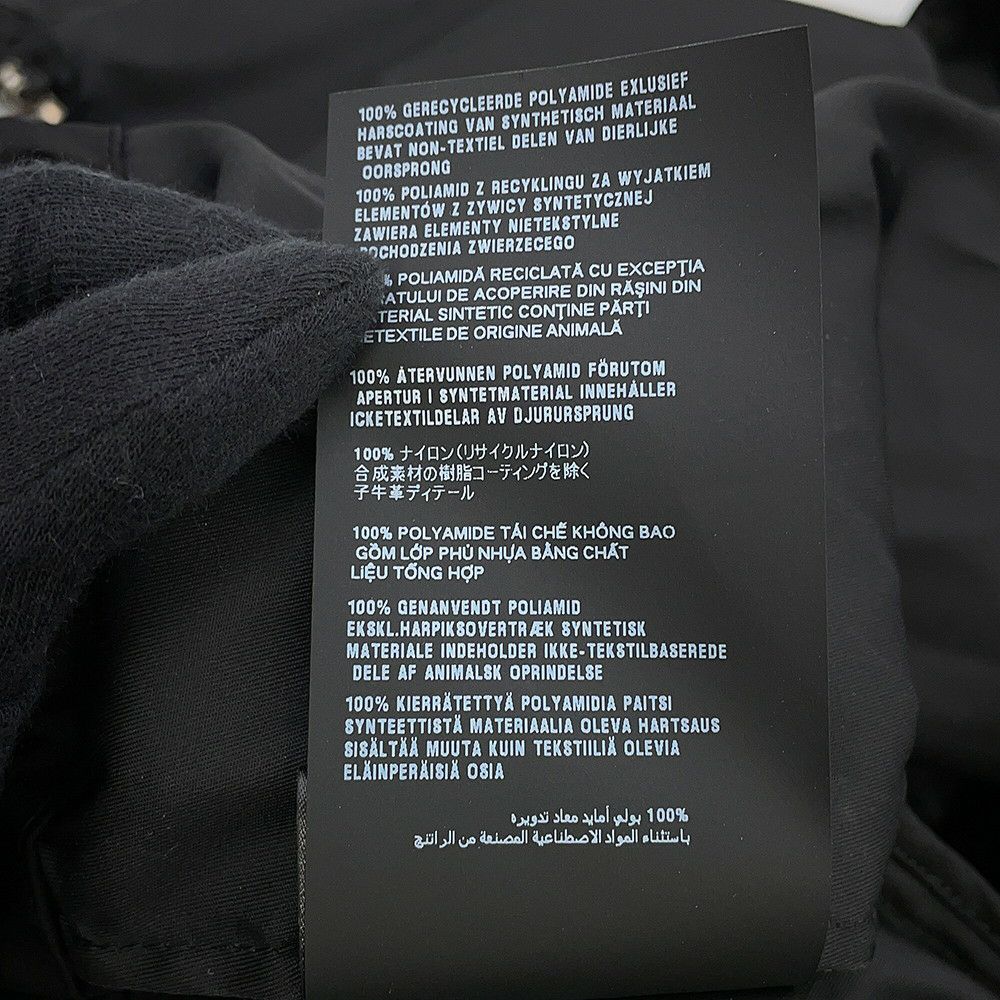 100% GERECYCLEERDE POLYAMIDE EXLUSIEF
HARSCOATING VAN SYNTHETISCH MATERIAAL
BEVAT NON-TEXTIEL DELEN VAN DIERLIJKE
OORSPRONG
100% POLIAMID Z RECYKLINGU ZA WYJATKIEM
ELEMENTÓW Z ZYWICY SYNTETYCZNEJ
ZAWIERA ELEMENTY NIETEKSTYLNE
POCHODZENIA ZWIERZECEGO
% POLIAMIDĂ RECICLATĂ CU EXCEPŢIA
RATULUI DE ACOPERIRE DIN RĂŞINI DIN
TERIAL SINTETIC CONŢINE PĂRŢI
ETEXTILE DE ORIGINE ANIMALĂ
100% ÅTERVUNNEN POLYAMID FÖRUTOM
APERTUR I SYNTETMATERIAL INNEHÅLLER
ICKETEXTILDELAR AV DJURURSPRUNG
100% ナイロン(リサイクルナイロン)
合成素材の樹脂コーティングを除く
子牛革ディテール
100% POLYAMIDE TÁI CHẾ KHÔNG BAO
GỒM LỚP PHỦ NHỰA BẰNG CHẤT
LIỆU TỔNG HỢP
100% GENANVENDT POLIAMID
EKSKL.HARPIKSOVERTRÆK SYNTETISK
MATERIALE INDEHOLDER IKKE-TEKSTILBASEREDE
DELE AF ANIMALSK OPRINDELSE
100% KIERRÄTETTYÄ POLYAMIDIA PAITSI
SYNTEETTISTÄ MATERIAALIA OLEVA HARTSAUS
SISÄLTÄÄ MUUTA KUIN TEKSTIILIÄ OLEVIA
ELÄINPERÄISIÄ OSIA
100% بولي أمايد معاد تدويره
باستثناء المواد الاصطناعية المصنعة من الراتنج